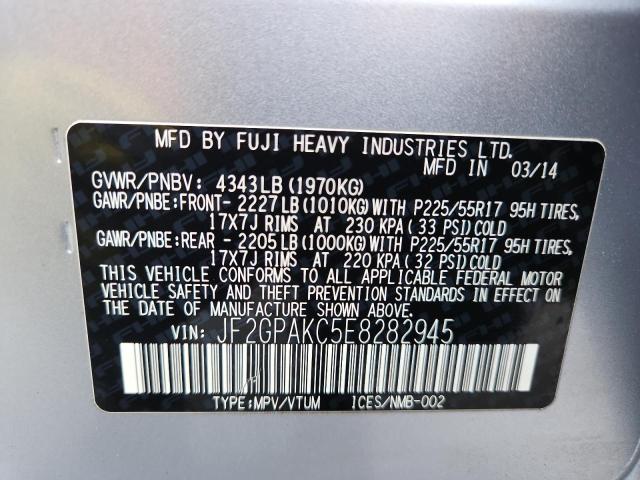 MFD BY FUJI HEAVY INDUSTRIES LTD.
MFD IN 03/14
GVWR/PNBV: 4343LB(1970KG)
GAWR/PNBE:FRONT- 2227LB(1010KG)WITH P225/55R17 95H TIRES,
17X7J RIMS AT 230 KPA(33 PSI)COLD
GAWR/PNBE:REAR - 2205LB(1000KG)WITH P225/55R17 95H TIRES,
17X7J RIMS AT 220 KPA(32 PSI)COLD
THIS VEHICLE CONFORMS TO ALL APPLICABLE FEDERAL MOTOR
VEHICLE SAFETY AND THEFT PREVENTION STANDARDS IN EFFECT ON
THE DATE OF MANUFACTURE SHOWN ABOVE.
VIN: JF2GPAKC5E8282945
TYPE:MPV/VTUM ICES/NMB-002